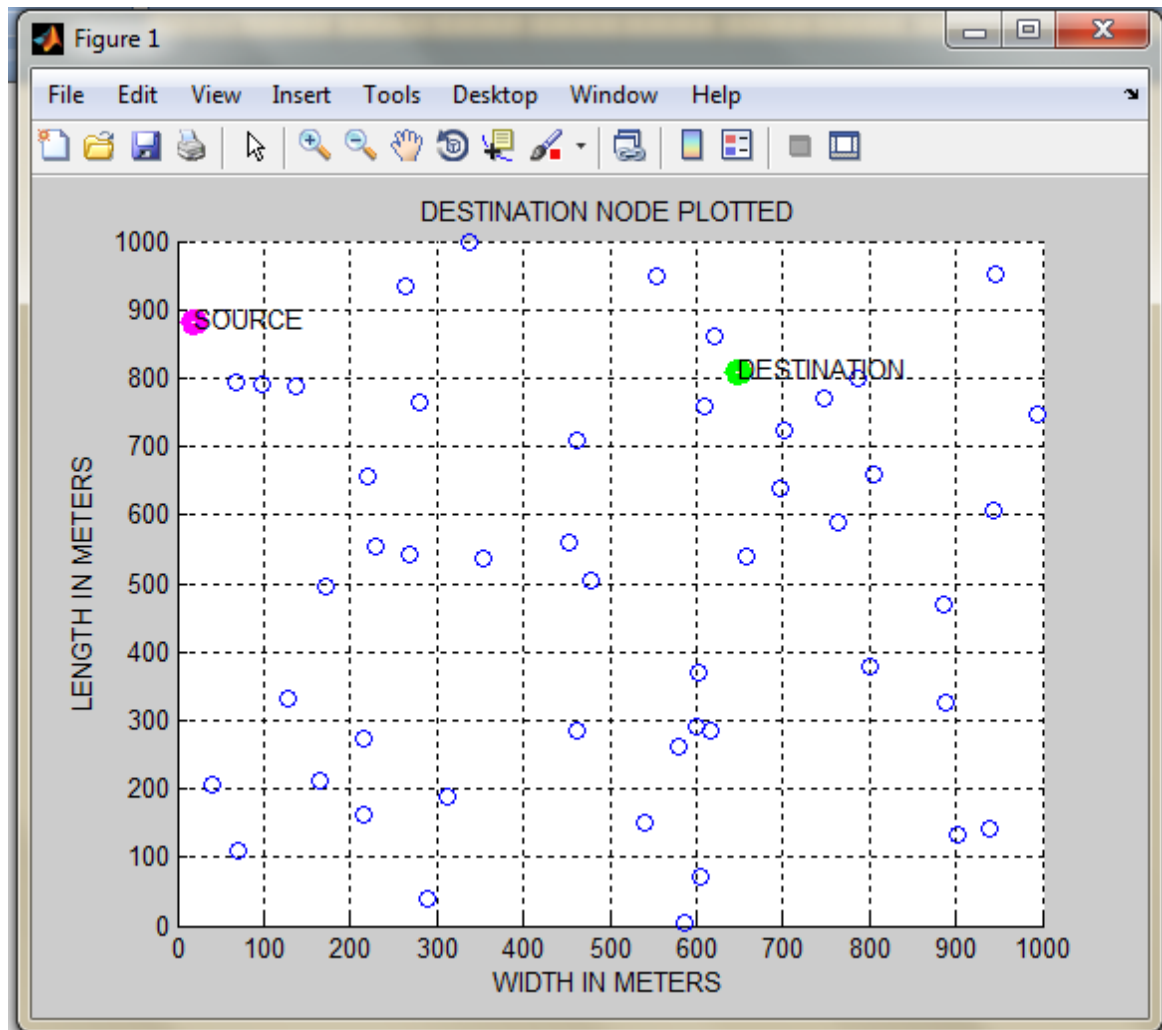 Figure 1
File Edit View Insert Tools Desktop Window Help
DESTINATION NODE PLOTTED
1000
900
800
700
600
500
400
300
200
100
0
SOURCE
DESTINATION
LENGTH IN METERS
0 100 200 300 400 500 600 700 800 900 1000
WIDTH IN METERS